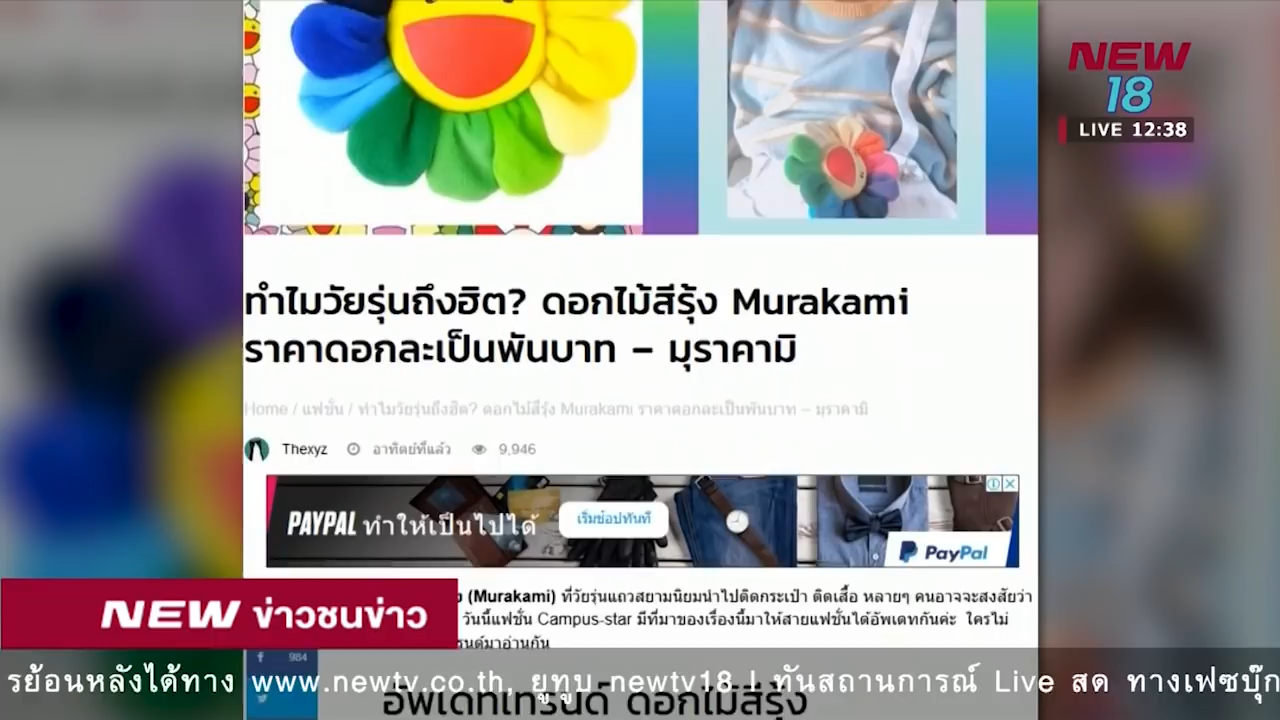 NEW
18
LIVE 12:38
ทำไมวัยรุ่นถึงฮิต? ดอกไม้สีรุ้ง Murakami
ราคาดอกละเป็นพันบาท – มุราคามิ
Home / แฟชั่น / ทำไมวัยรุ่นถึงฮิต? ดอกไม้สีรุ้ง Murakami ราคาดอกละเป็นพันบาท – มุราคามิ
Thexyz อาทิตย์ที่แล้ว 9,946
PAYPAL ทำให้เป็นไปได้ เริ่มช้อปทันที
PayPal
(Murakami) ที่วัยรุ่นแถวสยามนิยมนำไปติดกระเป๋า ติดเสื้อ หลายๆ คนอาจจะสงสัยว่า
วันนี้แฟชั่น Campus-star มีที่มาของเรื่องนี้มาให้สายแฟชั่นได้อัพเดทกันค่ะ ใครไม่
รนด์มาอ่านกัน
NEW ข่าวชนข่าว
984
รย้อนหลังได้ทาง www.newtv.co.th, ยูทูบ newtv18 l ทันสถานการณ์ Live สด ทางเฟซบุ๊ก
อัพเดทเทรนด์ ดอกไม้สีรุ้ง